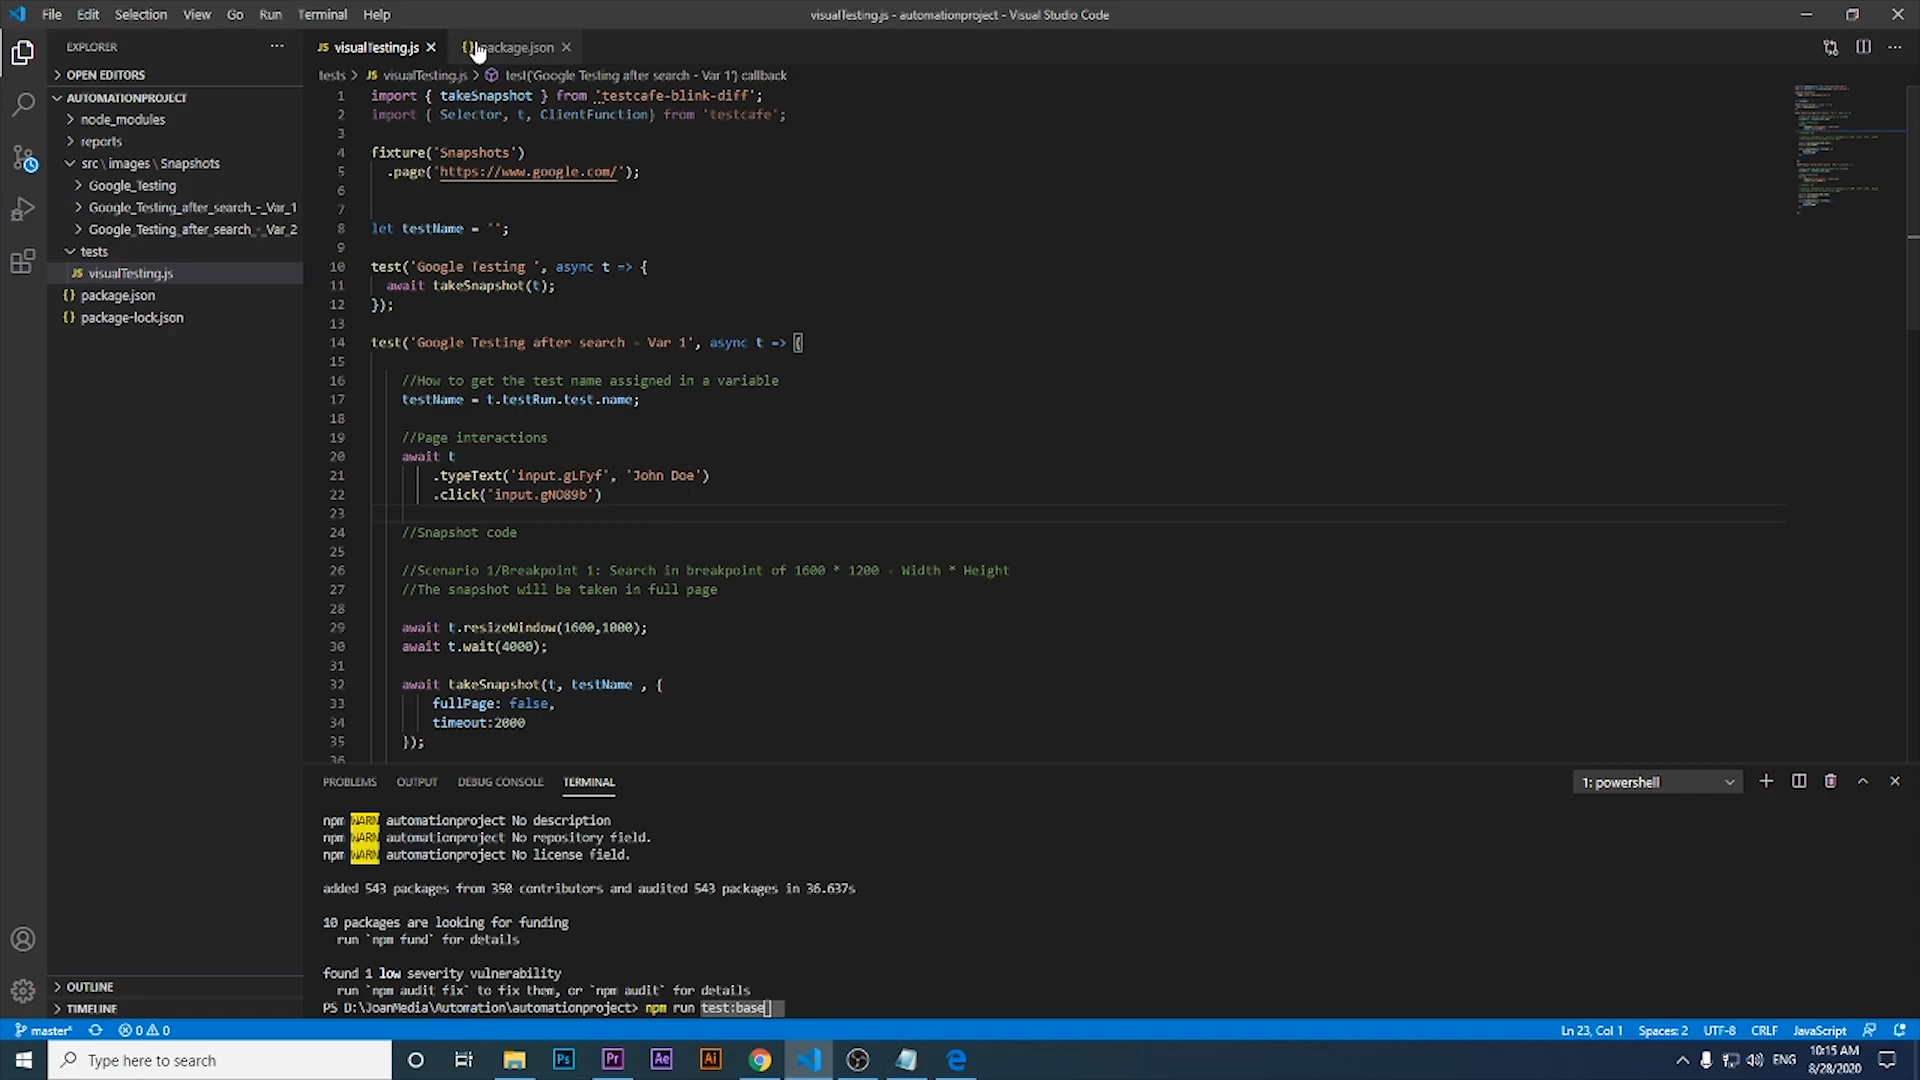 File Edit Selection View Go Run Terminal Help
visualTesting.js - automationproject - Visual Studio Code
EXPLORER
OPEN EDITORS
AUTOMATIONPROJECT
node_modules
reports
src \ images \ Snapshots
Google_Testing
Google_Testing_after_search_-_Var_1
Google_Testing_after_search_-_Var_2
tests
JS visualTesting.js
{} package.json
{} package-lock.json
OUTLINE
TIMELINE
JS visualTesting.js
{} package.json
tests > JS visualTesting.js > test('Google Testing after search - Var 1') callback
1 import { takeSnapshot } from 'testcafe-blink-diff';
2 import { Selector, t, ClientFunction} from 'testcafe';
3
4 fixture('Snapshots')
5 .page('https://www.google.com/');
6
7
8 let testName = '';
9
10 test('Google Testing ', async t => {
11 await takeSnapshot(t);
12 });
13
14 test('Google Testing after search - Var 1', async t => {
15
16 //How to get the test name assigned in a variable
17 testName = t.testRun.test.name;
18
19 //Page interactions
20 await t
21 .typeText('input.gLFyf', 'John Doe')
22 .click('input.gNO89b')
23
24 //Snapshot code
25
26 //Scenario 1/Breakpoint 1: Search in breakpoint of 1600 * 1200 - Width * Height
27 //The snapshot will be taken in full page
28
29 await t.resizeWindow(1600,1000);
30 await t.wait(4000);
31
32 await takeSnapshot(t, testName , {
33 fullPage: false,
34 timeout:2000
35 });
36
PROBLEMS OUTPUT DEBUG CONSOLE TERMINAL
1: powershell
npm WARN automationproject No description
npm WARN automationproject No repository field.
npm WARN automationproject No license field.
added 543 packages from 350 contributors and audited 543 packages in 36.637s
10 packages are looking for funding
run `npm fund` for details
found 1 low severity vulnerability
run `npm audit fix` to fix them, or `npm audit` for details
PS D:\JoanMedia\Automation\automationproject> npm run test:base
master* 0 0
Ln 23, Col 1 Spaces: 2 UTF-8 CRLF JavaScript
Type here to search
Ps Pr Ae Ai
ENG
10:15 AM
8/28/2020